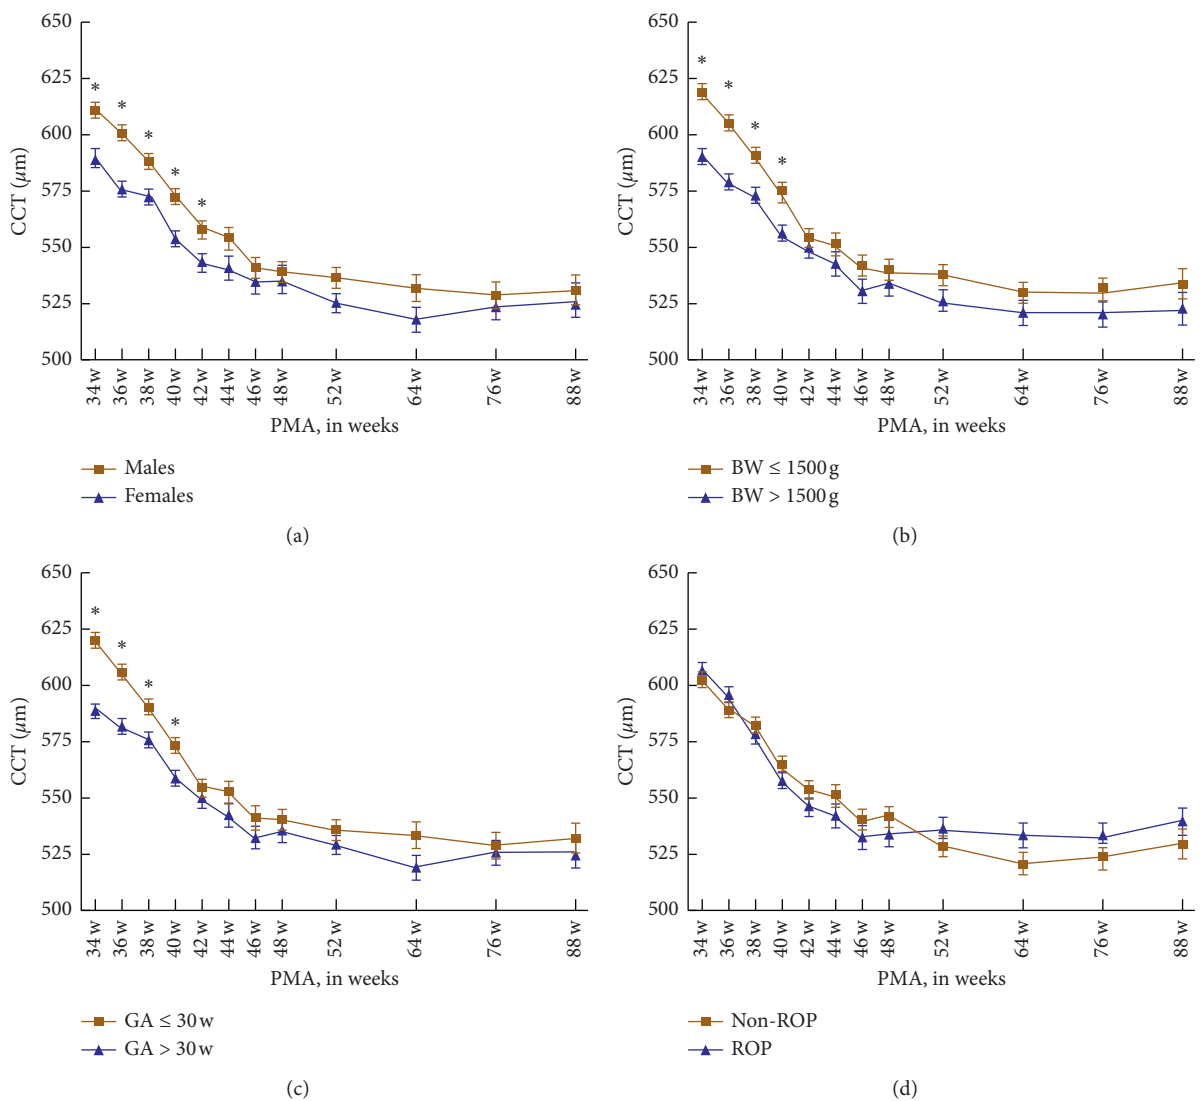 650
625
600
575
550
525
500
CCT (μm)
* * * * *
34 w 36 w 38 w 40 w 42 w 44 w 46 w 48 w 52 w 64 w 76 w 88 w
PMA, in weeks
Males
Females
(a)
650
625
600
575
550
525
500
CCT (μm)
* * * *
34 w 36 w 38 w 40 w 42 w 44 w 46 w 48 w 52 w 64 w 76 w 88 w
PMA, in weeks
BW ≤ 1500 g
BW > 1500 g
(b)
650
625
600
575
550
525
500
CCT (μm)
* * * *
34 w 36 w 38 w 40 w 42 w 44 w 46 w 48 w 52 w 64 w 76 w 88 w
PMA, in weeks
GA ≤ 30 w
GA > 30 w
(c)
650
625
600
575
550
525
500
CCT (μm)
34 w 36 w 38 w 40 w 42 w 44 w 46 w 48 w 52 w 64 w 76 w 88 w
PMA, in weeks
Non-ROP
ROP
(d)